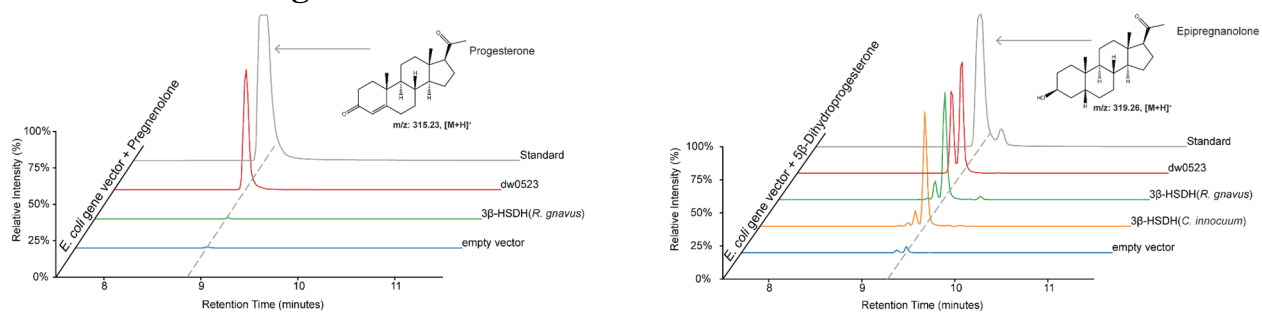 Progesterone
O
H
H
H
O
m/z: 315.23, [M+H]⁺
E. coli gene vector + Pregnenolone
Relative Intensity (%)
100%
75%
50%
25%
0%
Standard
dw0523
3β-HSDH(R. gnavus)
empty vector
8
9
10
11
Retention Time (minutes)
Epipregnanolone
O
H
H
H
HO
H
m/z: 319.26, [M+H]⁺
E. coli gene vector + 5β-Dihydroprogesterone
Relative Intensity (%)
100%
75%
50%
25%
0%
Standard
dw0523
3β-HSDH(R. gnavus)
3β-HSDH(C. innocuum)
empty vector
8
9
10
11
Retention Time (minutes)